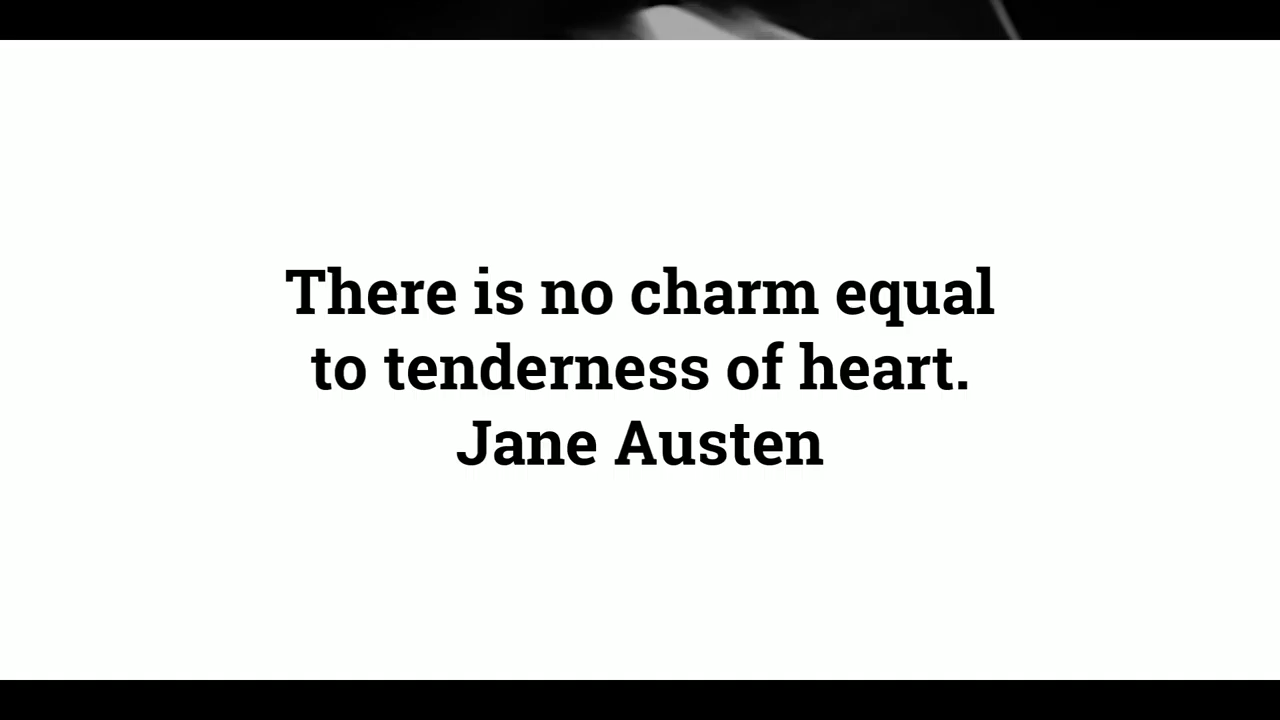 There is no charm equal
to tenderness of heart.
Jane Austen